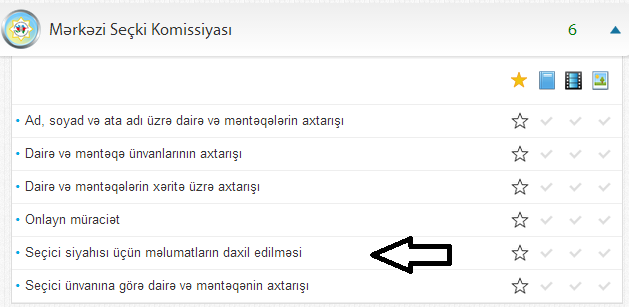 Mərkəzi Seçki Komissiyası 6
Ad, soyad və ata adı üzrə dairə və məntəqələrin axtarışı
Dairə və məntəqə ünvanlarının axtarışı
Dairə və məntəqələrin xəritə üzrə axtarışı
Onlayn müraciət
Seçici siyahısı üçün məlumatların daxil edilməsi
Seçici ünvanına görə dairə və məntəqənin axtarışı